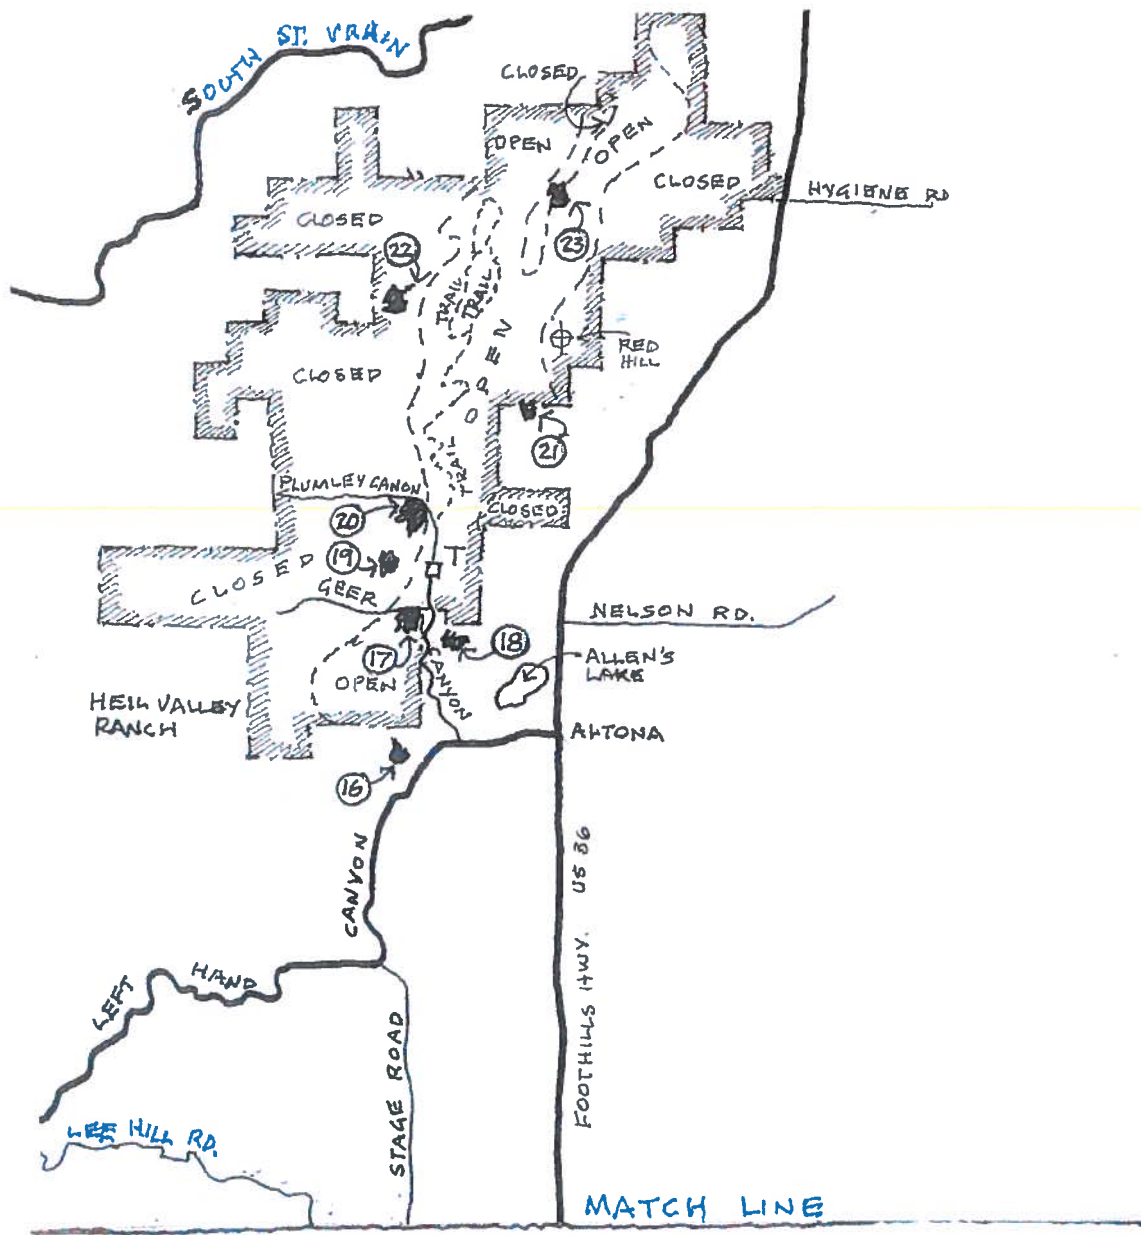 SOUTH ST. VRAIN
CLOSED
OPEN
OPEN
CLOSED
HYGIENE RD
CLOSED
22
23
TRAIL
TRAIL
OPEN
RED
HILL
CLOSED
21
TRAIL
PLUMLEY CANON
CLOSED
20
19
T
CLOSED
GEER
NELSON RD.
18
17
CANYON
ALLEN'S
LAKE
OPEN
HEIL VALLEY
RANCH
ALTONA
16
CANYON
US 36
FOOTHILLS HWY.
LEFT HAND
STAGE ROAD
LEE HILL RD.
MATCH LINE